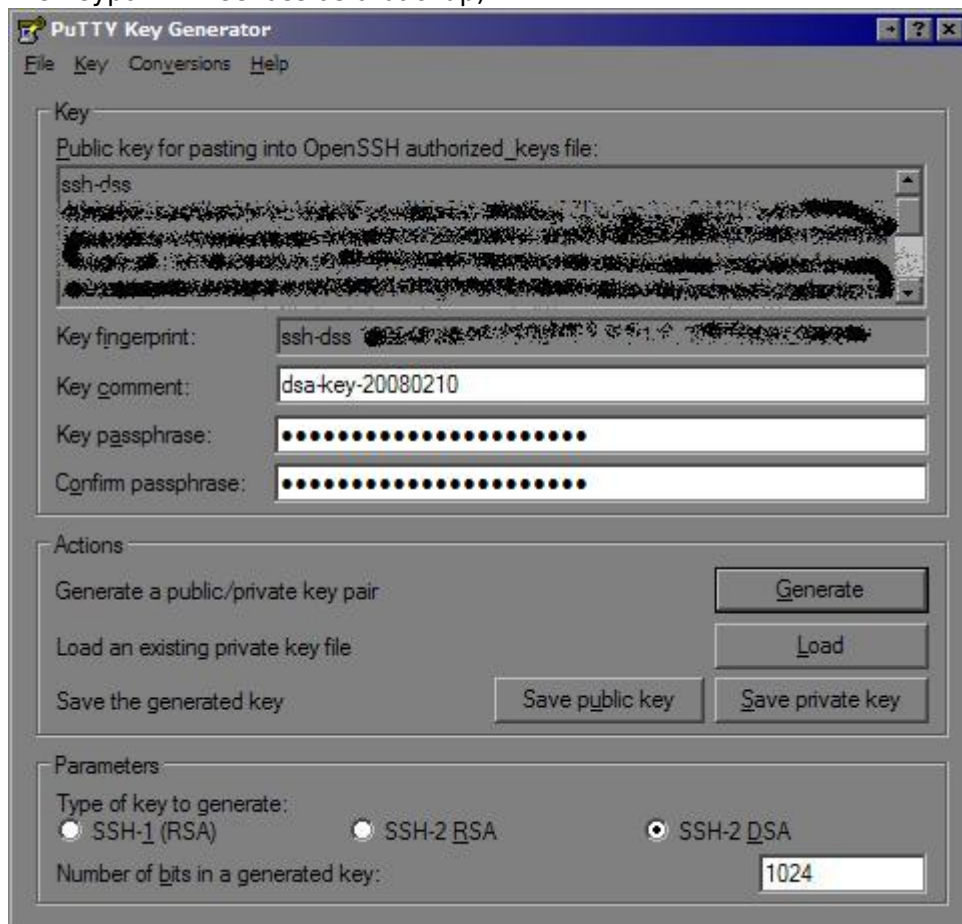 PuTTY Key Generator
File Key Conversions Help
Key
Public key for pasting into OpenSSH authorized_keys file:
ssh-dss
Key fingerprint: ssh-dss
Key comment: dsa-key-20080210
Key passphrase: ••••••••••••••••••••••
Confirm passphrase: ••••••••••••••••••••••
Actions
Generate a public/private key pair Generate
Load an existing private key file Load
Save the generated key Save public key Save private key
Parameters
Type of key to generate:
SSH-1 (RSA) SSH-2 RSA SSH-2 DSA
Number of bits in a generated key: 1024